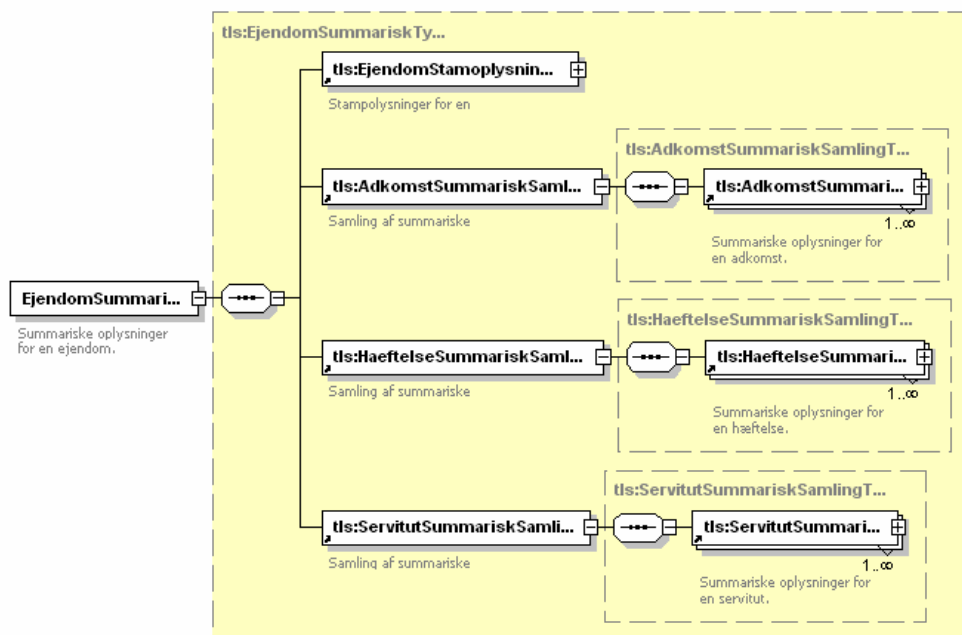 tls:EjendomSummariskTy...
tls:EjendomStamoplysnin...
Stampolysninger for en
tls:AdkomstSummariskSamlingT...
tls:AdkomstSummariskSaml...
Samling af summariske
tls:AdkomstSummari...
1..∞
Summariske oplysninger for
en adkomst.
EjendomSummari...
Summariske oplysninger
for en ejendom.
tls:HaeftelseSummariskSamlingT...
tls:HaeftelseSummariskSaml...
Samling af summariske
tls:HaeftelseSummari...
1..∞
Summariske oplysninger for
en hæftelse.
tls:ServitutSummariskSamlingT...
tls:ServitutSummariskSamli...
Samling af summariske
tls:ServitutSummari...
1..∞
Summariske oplysninger for
en servitut.